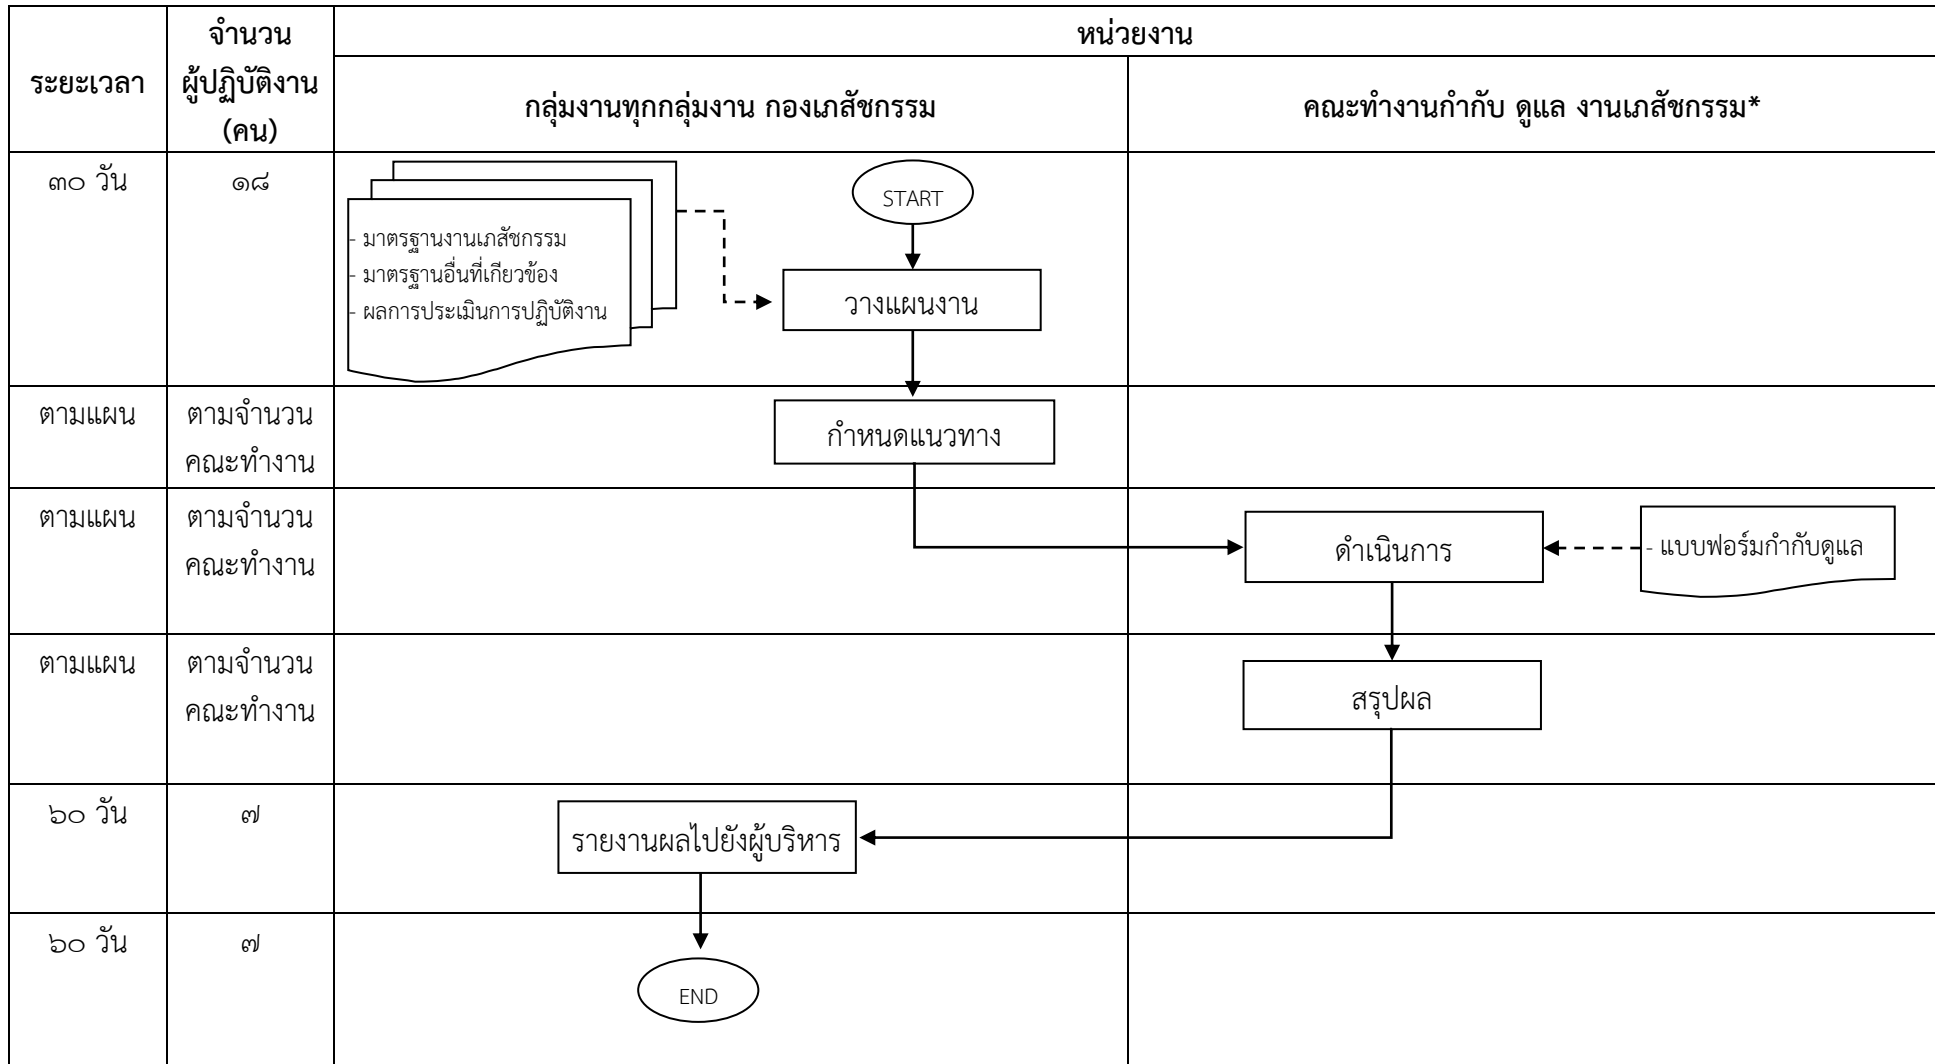 ระยะเวลา
จำนวน
ผู้ปฏิบัติงาน
(คน)
หน่วยงาน
กลุ่มงานทุกกลุ่มงาน กองเภสัชกรรม
คณะทำงานกำกับ ดูแล งานเภสัชกรรม*
๓๐ วัน
๑๘
START
- มาตรฐานงานเภสัชกรรม
- มาตรฐานอื่นที่เกียวข้อง
- ผลการประเมินการปฏิบัติงาน
วางแผนงาน
ตามแผน
ตามจำนวน
คณะทำงาน
กำหนดแนวทาง
ตามแผน
ตามจำนวน
คณะทำงาน
ดำเนินการ
- แบบฟอร์มกำกับดูแล
ตามแผน
ตามจำนวน
คณะทำงาน
สรุปผล
๖๐ วัน
๗
รายงานผลไปยังผู้บริหาร
๖๐ วัน
๗
END